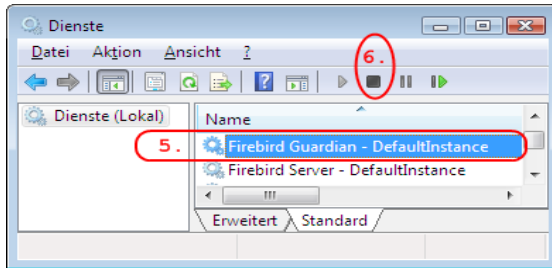 Dienste
Datei Aktion Ansicht ?
6.
Dienste (Lokal)
Name
5.
Firebird Guardian - DefaultInstance
Firebird Server - DefaultInstance
Erweitert Standard